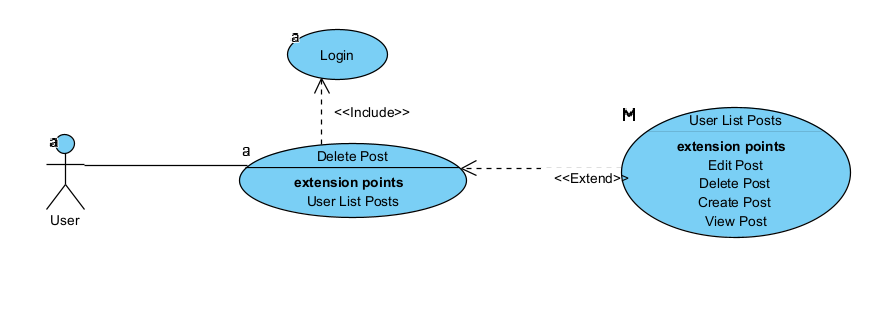 a
Login
<<Include>>
a
User
a
Delete Post
extension points
User List Posts
<<Extend>>
M
User List Posts
extension points
Edit Post
Delete Post
Create Post
View Post